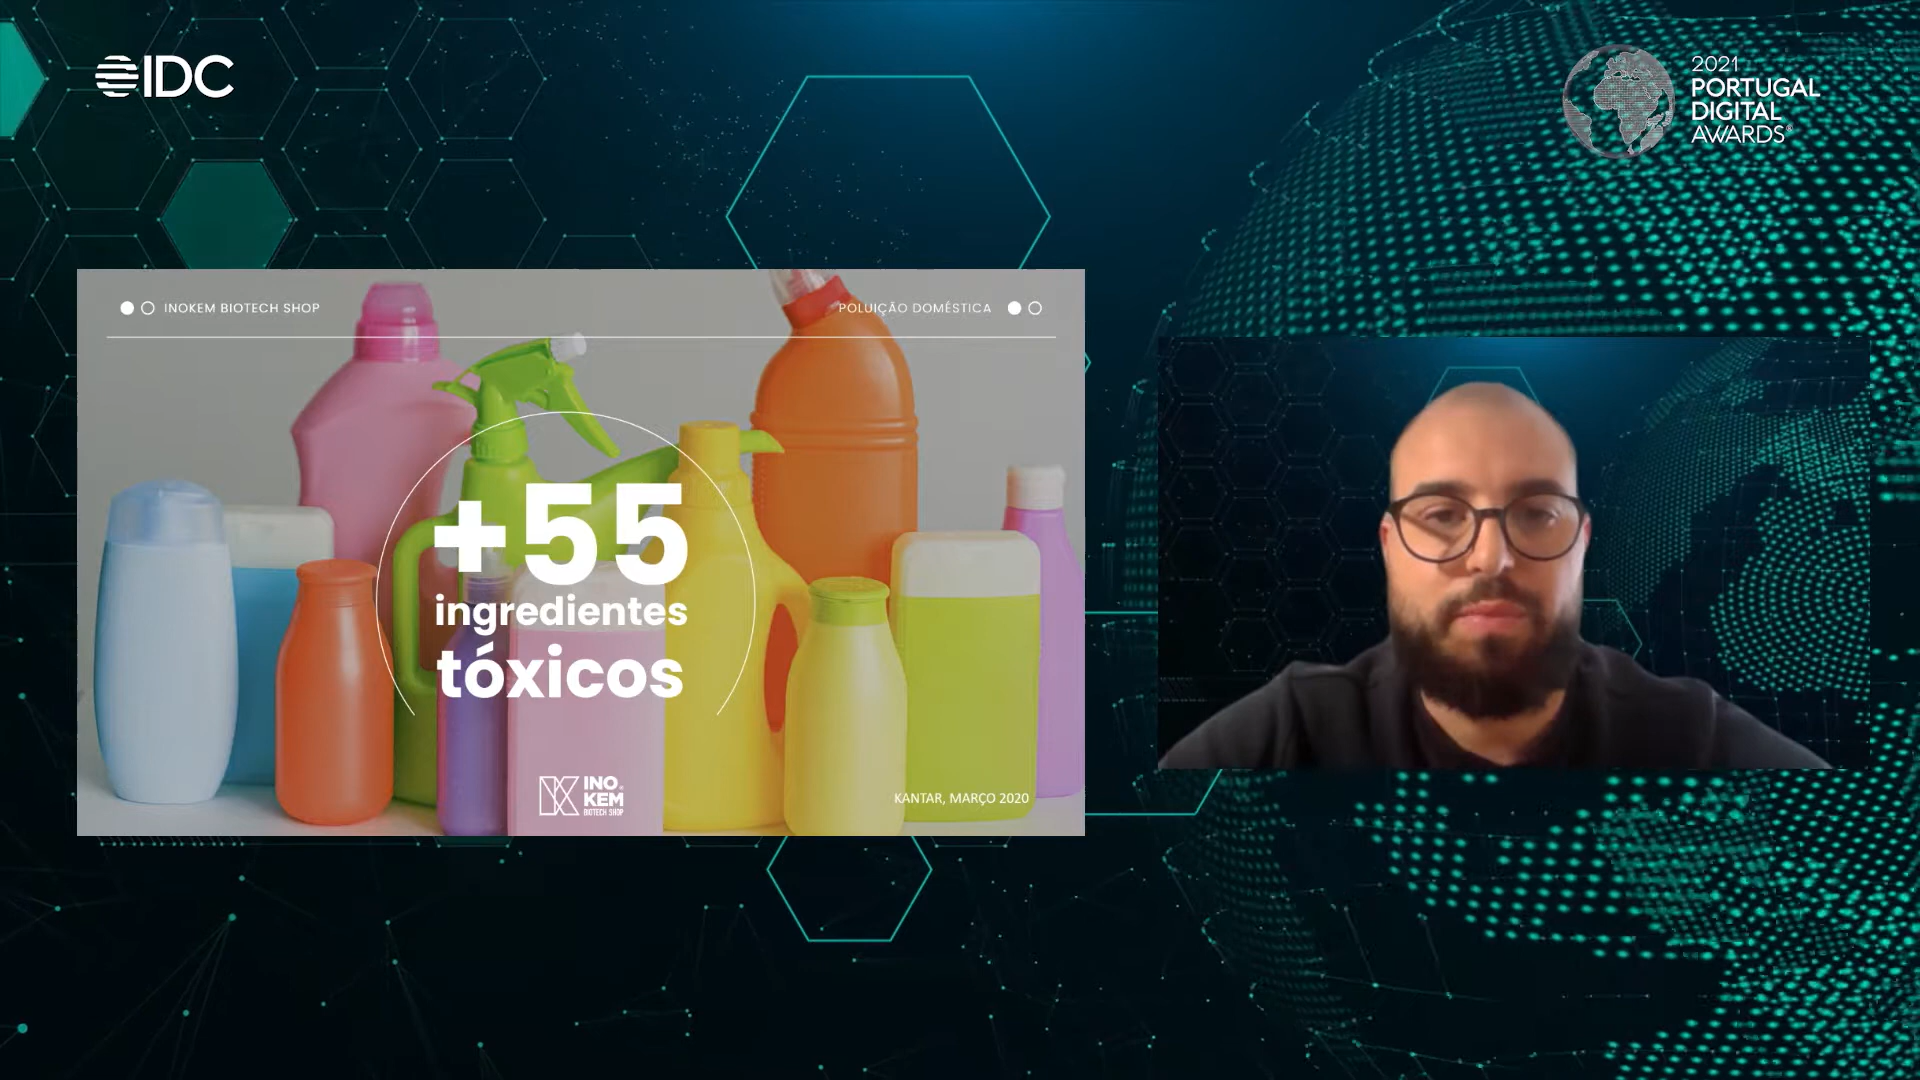 IDC
2021
PORTUGAL
DIGITAL
AWARDS®
INOKEM BIOTECH SHOP
POLUIÇÃO DOMÉSTICA
+55
ingredientes
tóxicos
INO
KEM
BIOTECH SHOP
KANTAR, MARÇO 2020